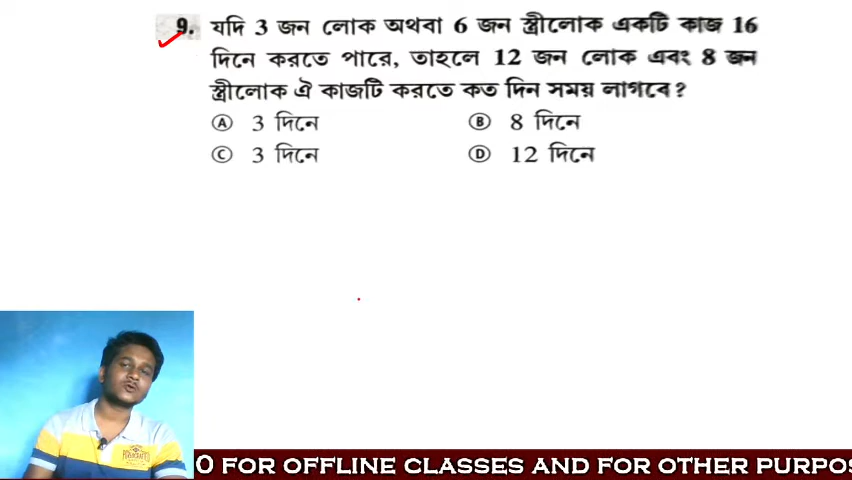 9. যদি 3 জন লোক অথবা 6 জন স্ত্রীলোক একটি কাজ 16
দিনে করতে পারে, তাহলে 12 জন লোক এবং 8 জন
স্ত্রীলোক ঐ কাজটি করতে কত দিন সময় লাগবে?
Ⓐ 3 দিনে Ⓑ 8 দিনে
Ⓒ 3 দিনে Ⓓ 12 দিনে
0 FOR OFFLINE CLASSES AND FOR OTHER PURPOS